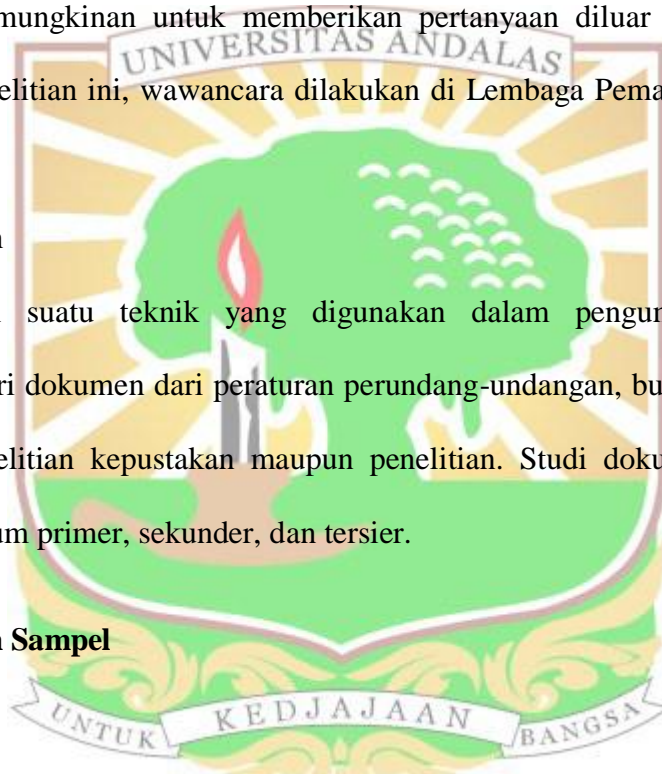 mungkinan untuk memberikan pertanyaan diluar
UNIVERSITAS ANDALAS
elitian ini, wawancara dilakukan di Lembaga Pema
suatu teknik yang digunakan dalam pengum
ri dokumen dari peraturan perundang-undangan, bu
elitian kepustakan maupun penelitian. Studi doku
um primer, sekunder, dan tersier.
n Sampel
UNTUK KEDJAJAAN BANGSA